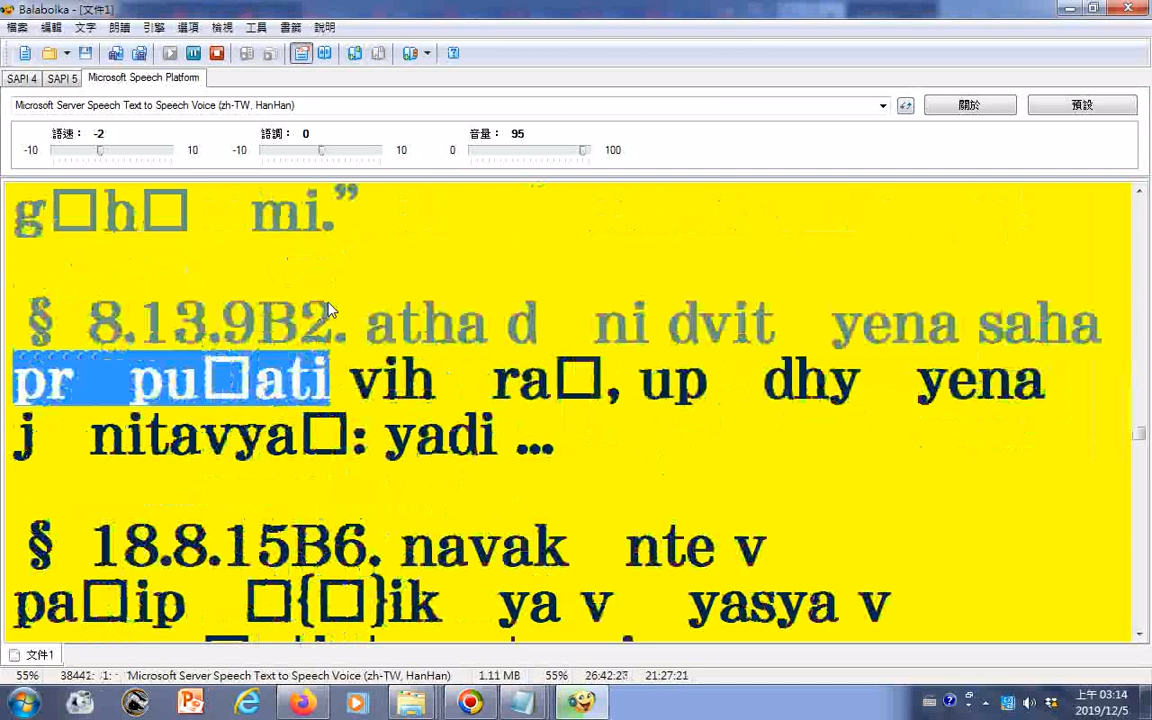 Balabolka - [文件1]
檔案 編輯 文字 朗讀 引擎 選項 檢視 工具 書籤 說明
SAPI 4 SAPI 5 Microsoft Speech Platform
Microsoft Server Speech Text to Speech Voice (zh-TW, HanHan) 關於 預設
語速： -2 語調： 0 音量： 95
-10 10 -10 10 0 100
g□h□ mi.”
§ 8.13.9B2. atha d ni dvit yena saha
pr pu□ati vih ra□, up dhy yena
j nitavya□: yadi ...
§ 18.8.15B6. navak nte v
pa□ip □{□}ik ya v yasya v
文件1
55% 38441: 1: Microsoft Server Speech Text to Speech Voice (zh-TW, HanHan) 1.11 MB 55% 26:42:23 21:27:21
上午 03:14
2019/12/5